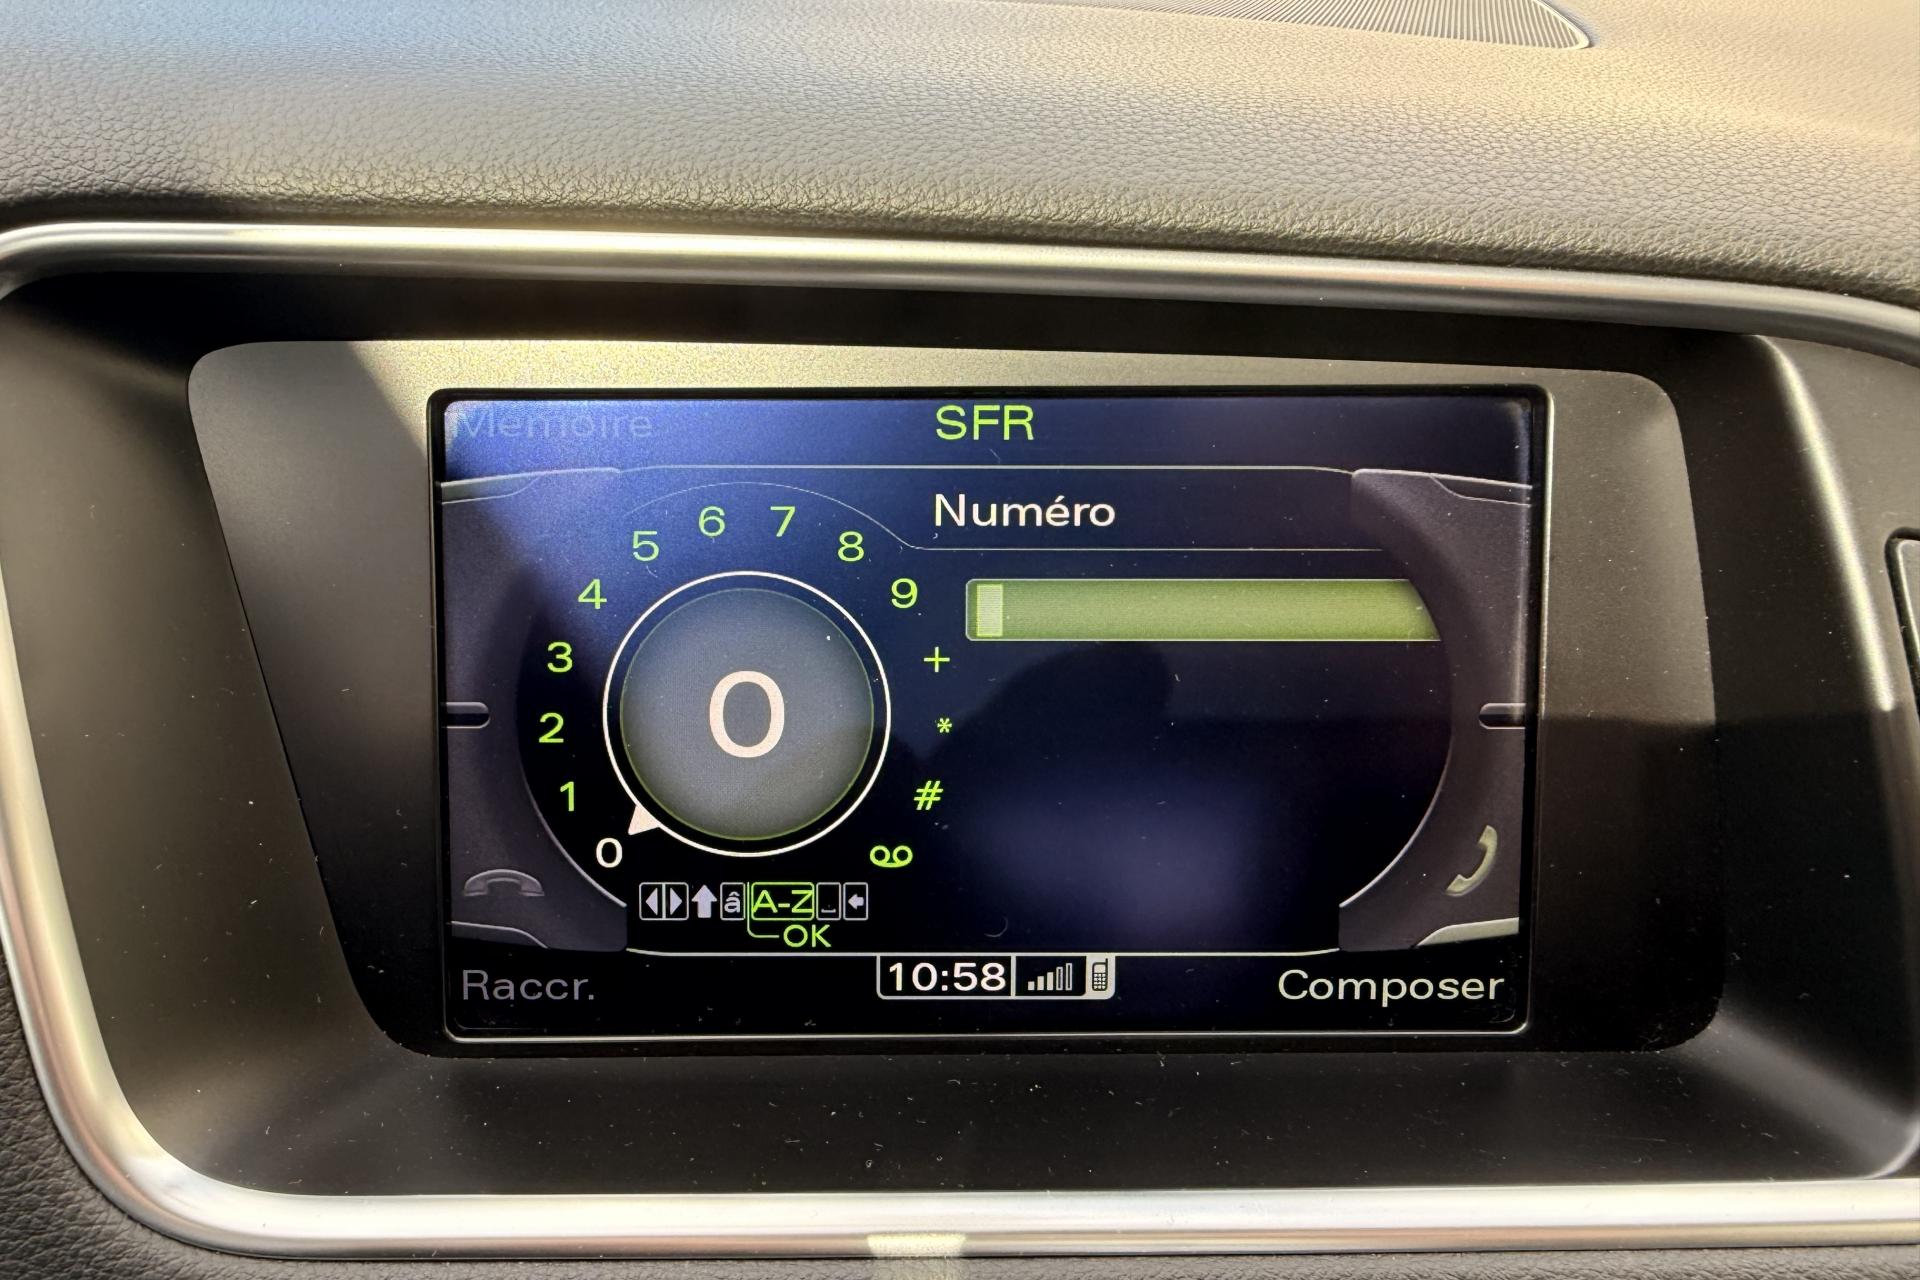 Mémoire
SFR
Numéro
5 6 7 8
4 9
3 +
2 0 *
1 #
0
â A-Z
OK
Raccr.
10:58
Composer